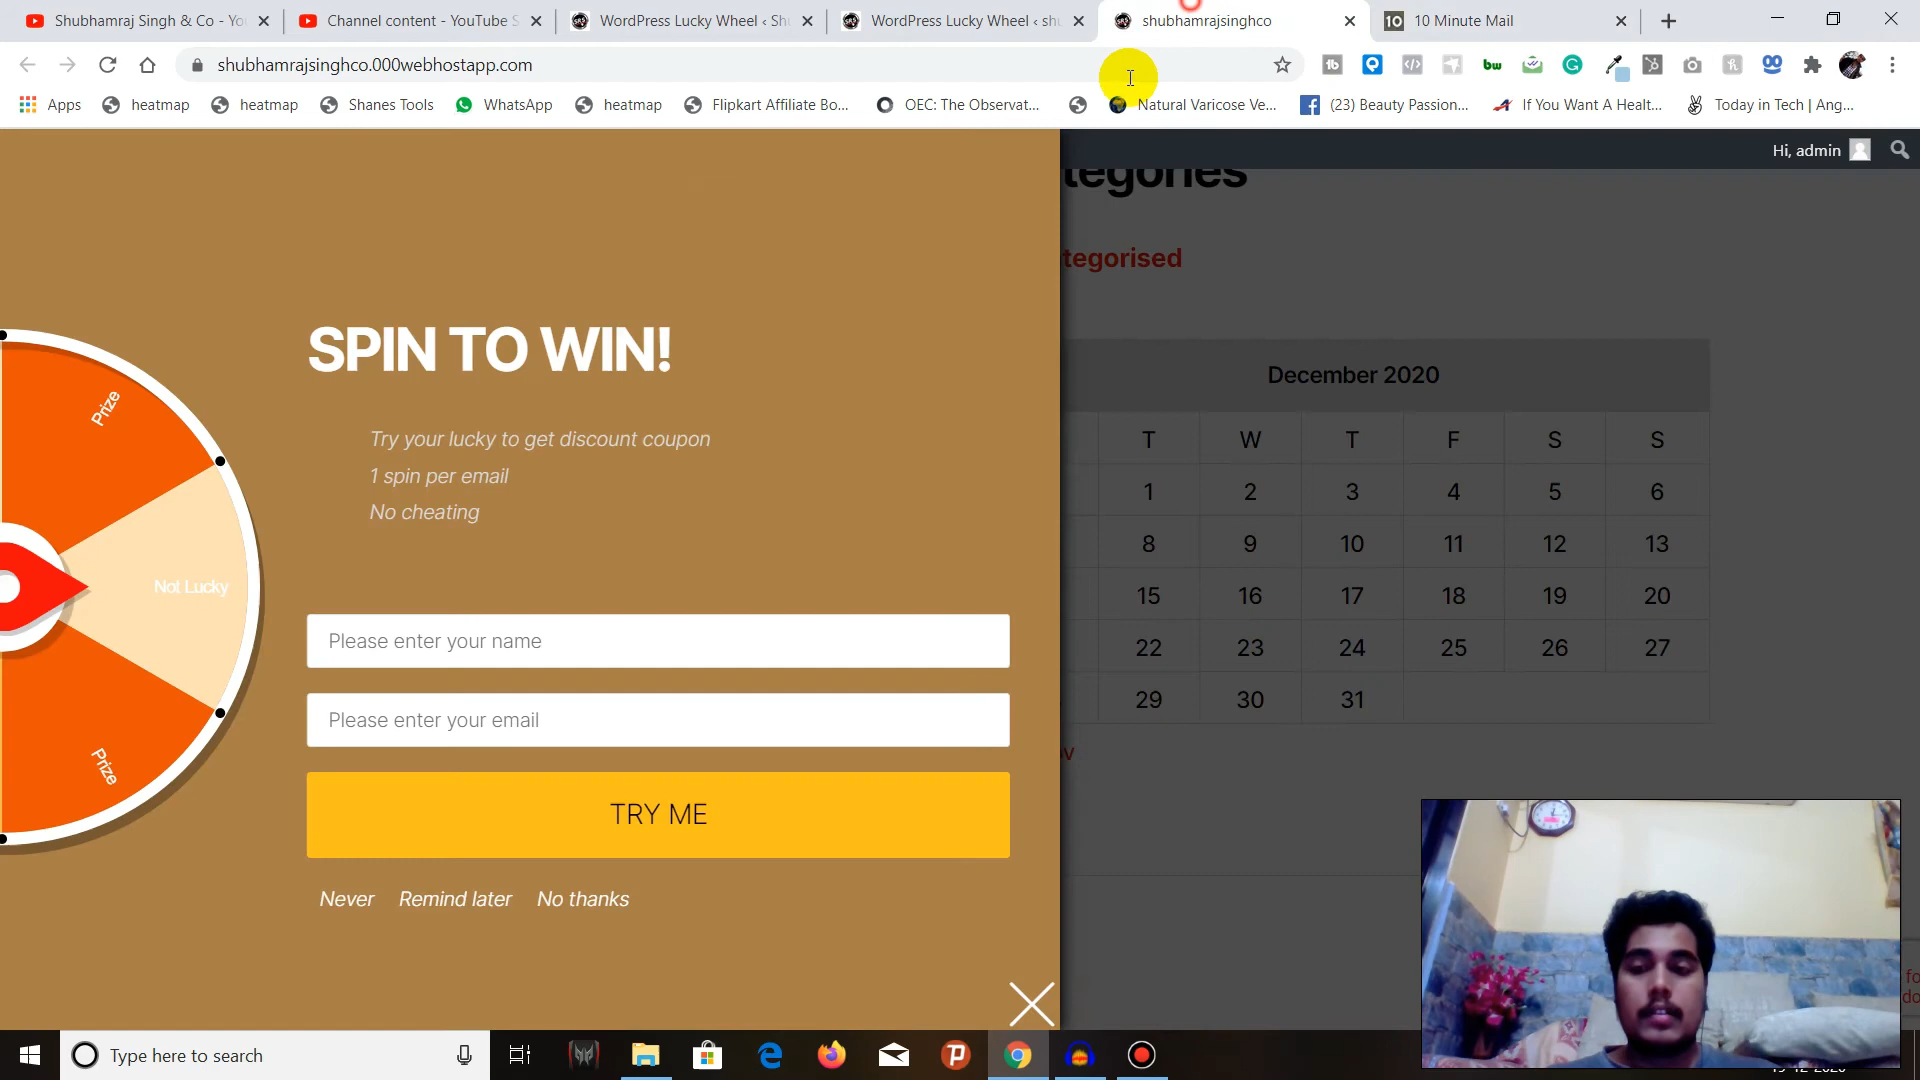 Shubhamraj Singh & Co - Yo
Channel content - YouTube S
WordPress Lucky Wheel ‹ Sh
WordPress Lucky Wheel ‹ shu
shubhamrajsinghco
10 10 Minute Mail
shubhamrajsinghco.000webhostapp.com
Apps
heatmap
heatmap
Shanes Tools
WhatsApp
heatmap
Flipkart Affiliate Bo...
OEC: The Observat...
Natural Varicose Ve...
(23) Beauty Passion...
If You Want A Healt...
Today in Tech | Ang...
Hi, admin
tegories
tegorised
SPIN TO WIN!
Try your lucky to get discount coupon
1 spin per email
No cheating
Prize
Not Lucky
Prize
Please enter your name
Please enter your email
TRY ME
Never Remind later No thanks
December 2020
T W T F S S
1 2 3 4 5 6
8 9 10 11 12 13
15 16 17 18 19 20
22 23 24 25 26 27
29 30 31
Type here to search